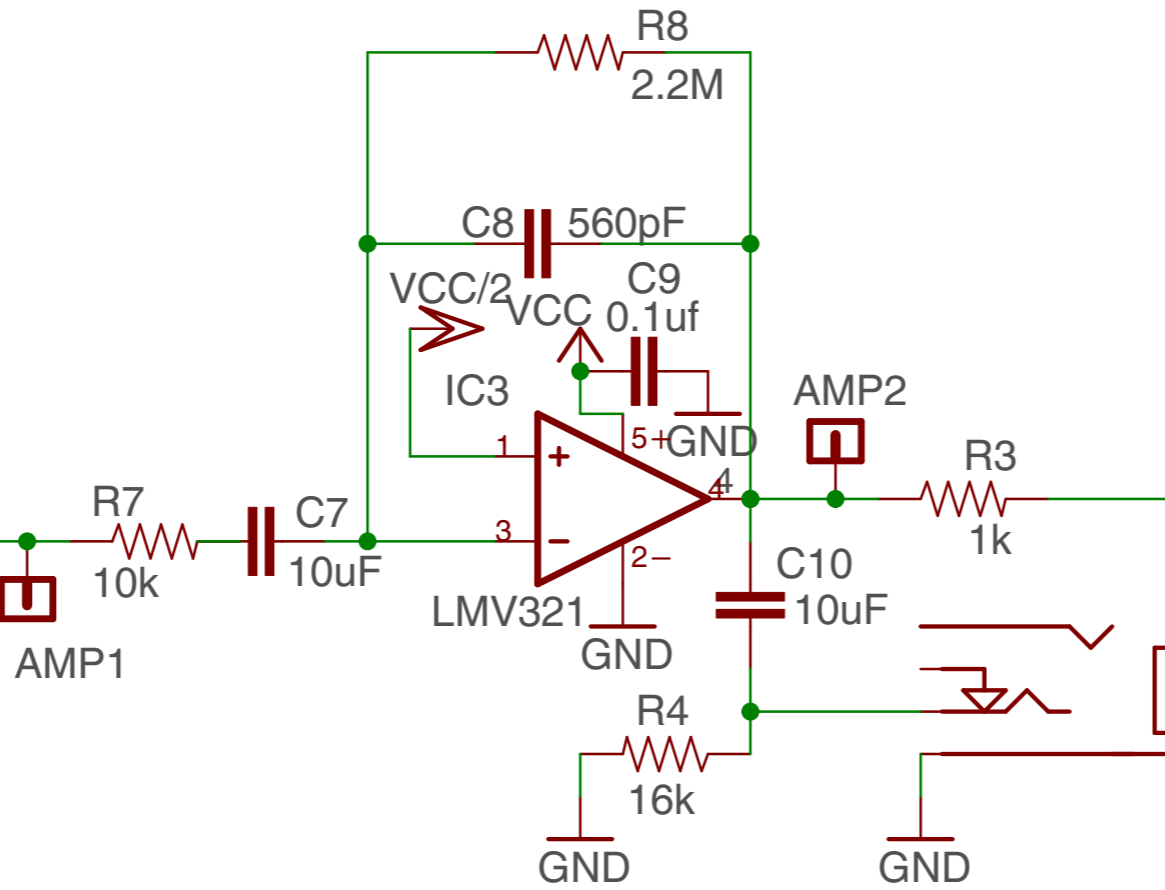 R8
2.2M
C8 560pF
C9
VCC/2
VCC 0.1uf
IC3
AMP2
5+
GND
1
+
4
4
R3
R7
C7
3
−
1k
2−
10k
10uF
C10
LMV321
10uF
GND
AMP1
R4
16k
GND
GND